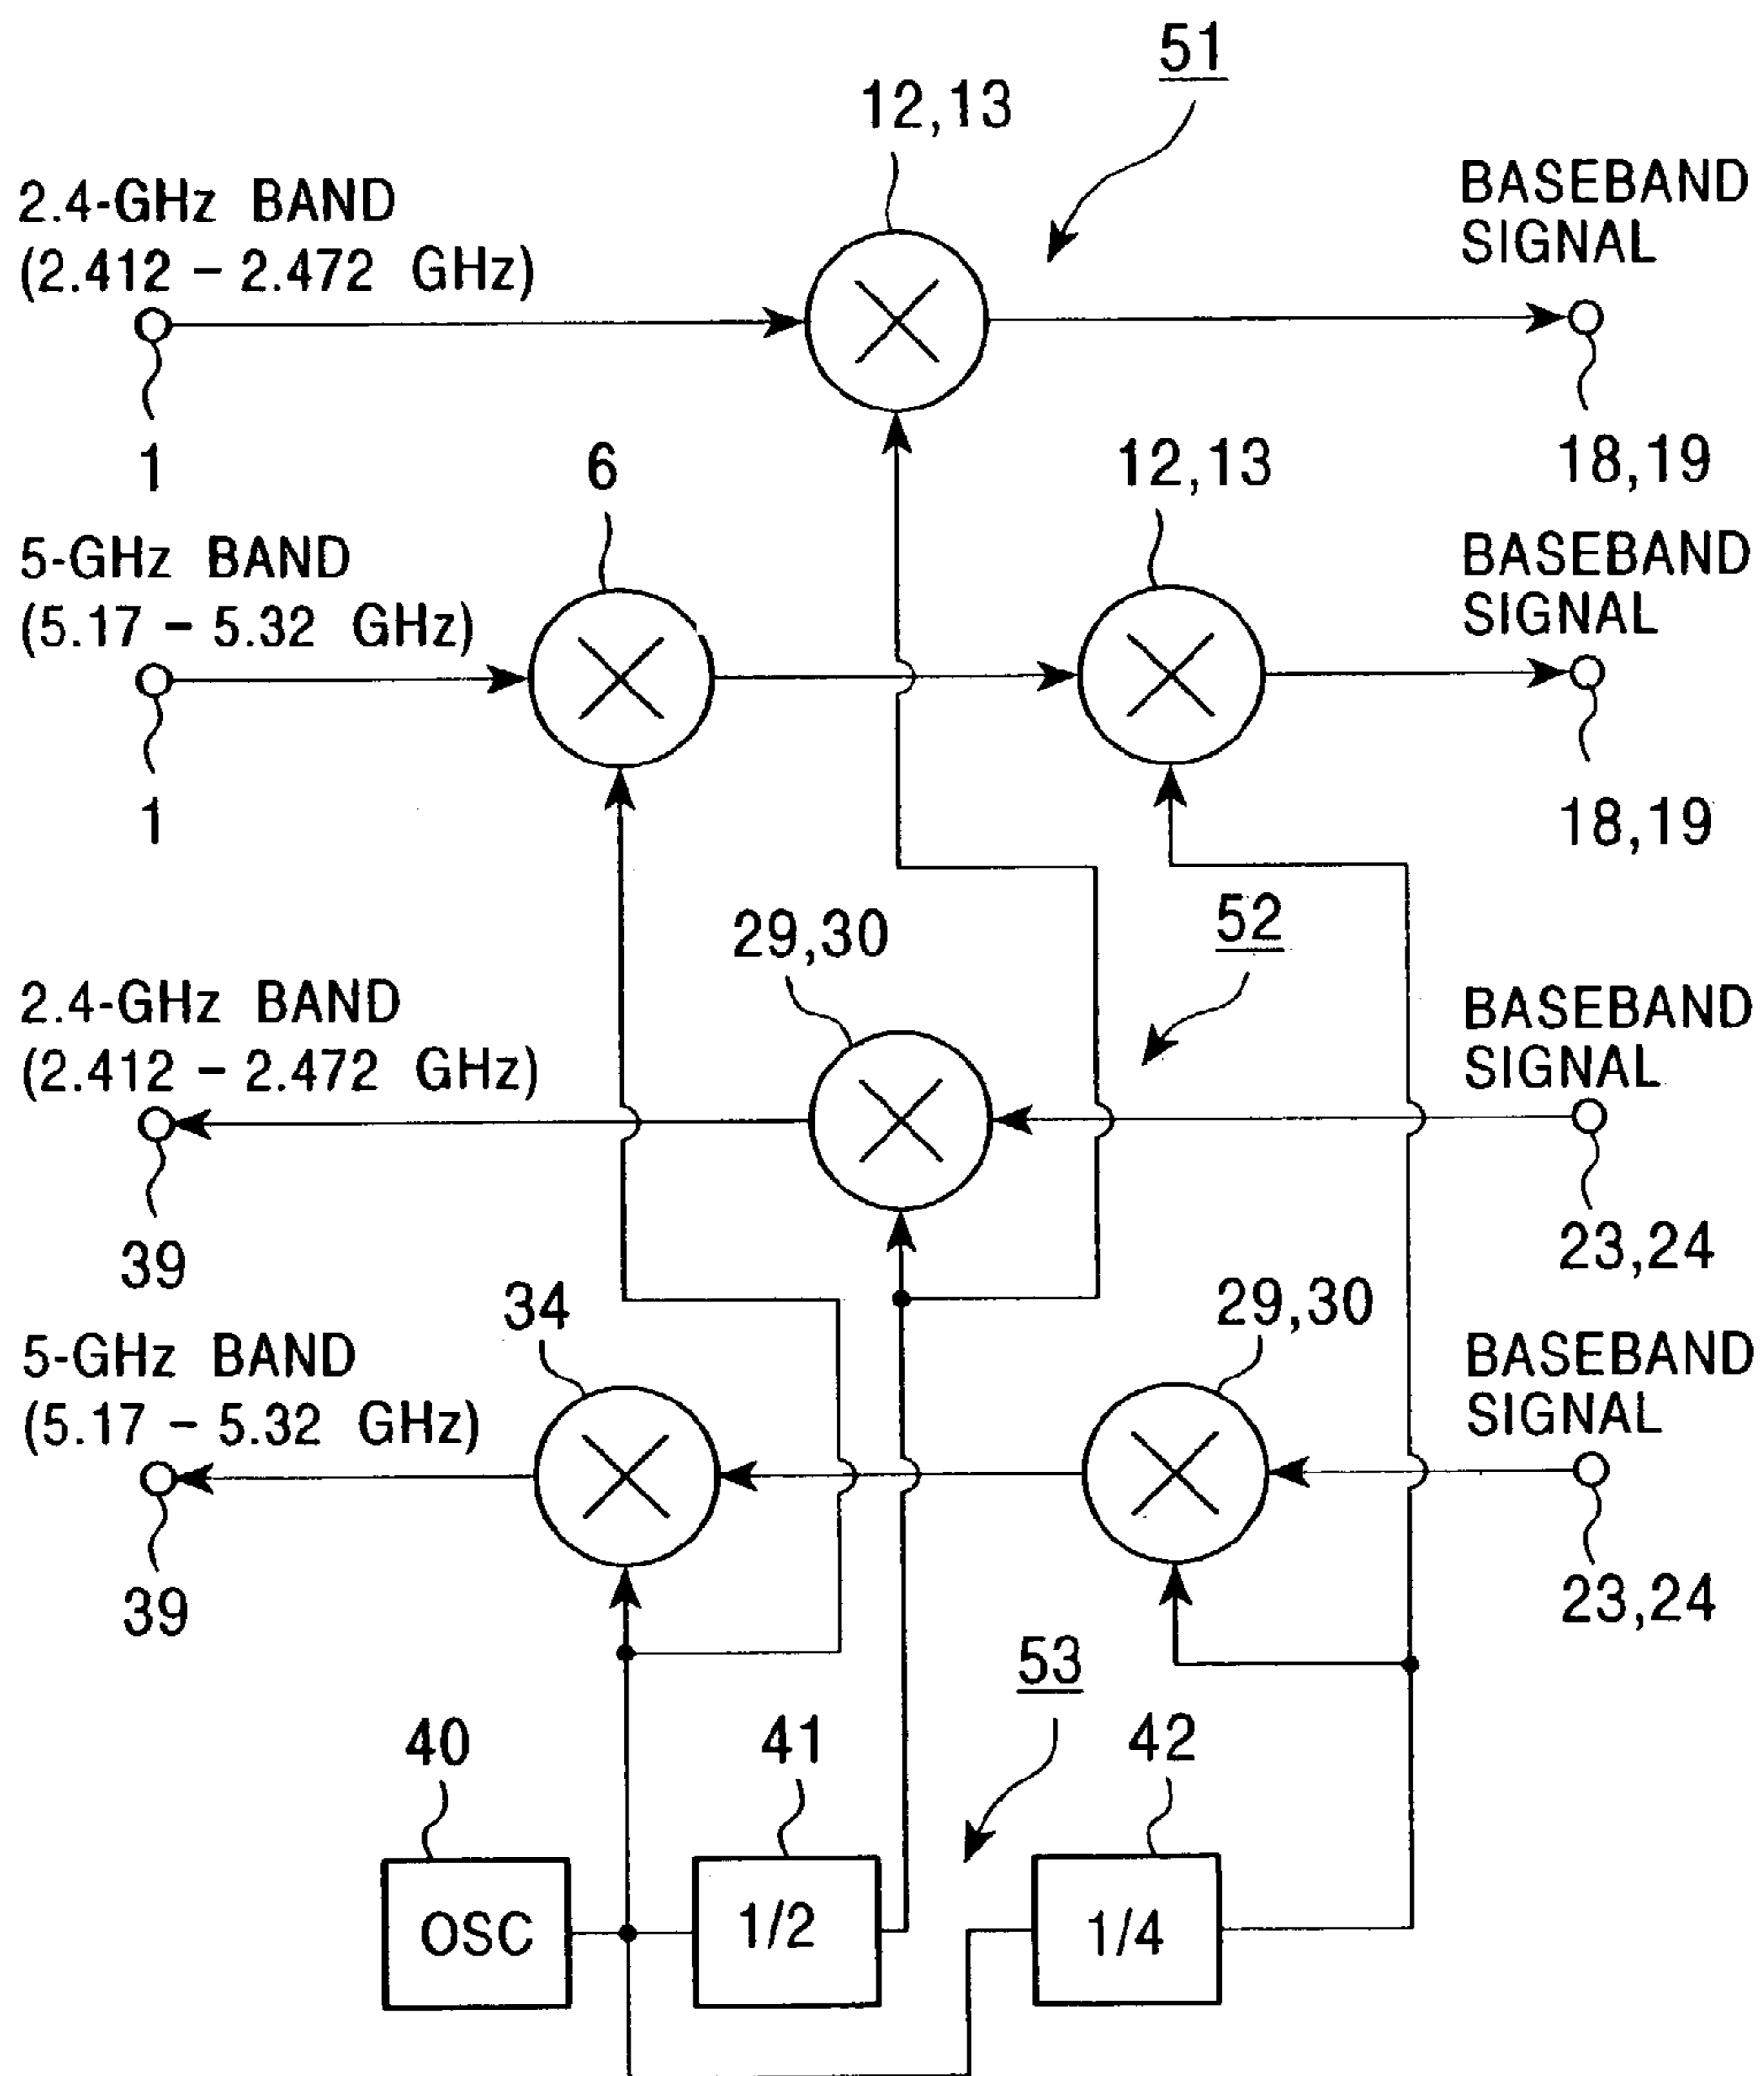 51
12,13
2.4-GHz BAND
(2.412 – 2.472 GHz)
BASEBAND
SIGNAL
1
18,19
6
12,13
5-GHz BAND
(5.17 – 5.32 GHz)
BASEBAND
SIGNAL
1
18,19
29,30
52
2.4-GHz BAND
(2.412 – 2.472 GHz)
BASEBAND
SIGNAL
39
23,24
34
29,30
5-GHz BAND
(5.17 – 5.32 GHz)
BASEBAND
SIGNAL
39
23,24
53
40
41
42
OSC
1/2
1/4